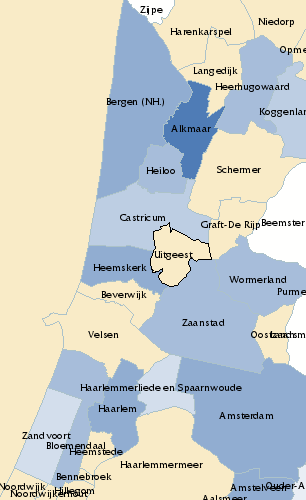 Zijpe
Niedorp
Harenkarspel
Opme
Langedijk
Heerhugowaard
Bergen (NH.)
Koggenlan
Alkmaar
Heiloo
Schermer
Castricum
Graft-De Rijp
Beemster
Uitgeest
Heemskerk
Wormerland
Purme
Beverwijk
Zaanstad
Velsen
Haarlemmerliede en Spaarnwoude
Haarlem
Amsterdam
Zandvoort
Bloemendaal
Heemstede
Haarlemmermeer
Bennebroek
Noordwijk
Hillegom
Noordwijkerhout
Amstelveen
Ouder-A
Aalsmeer